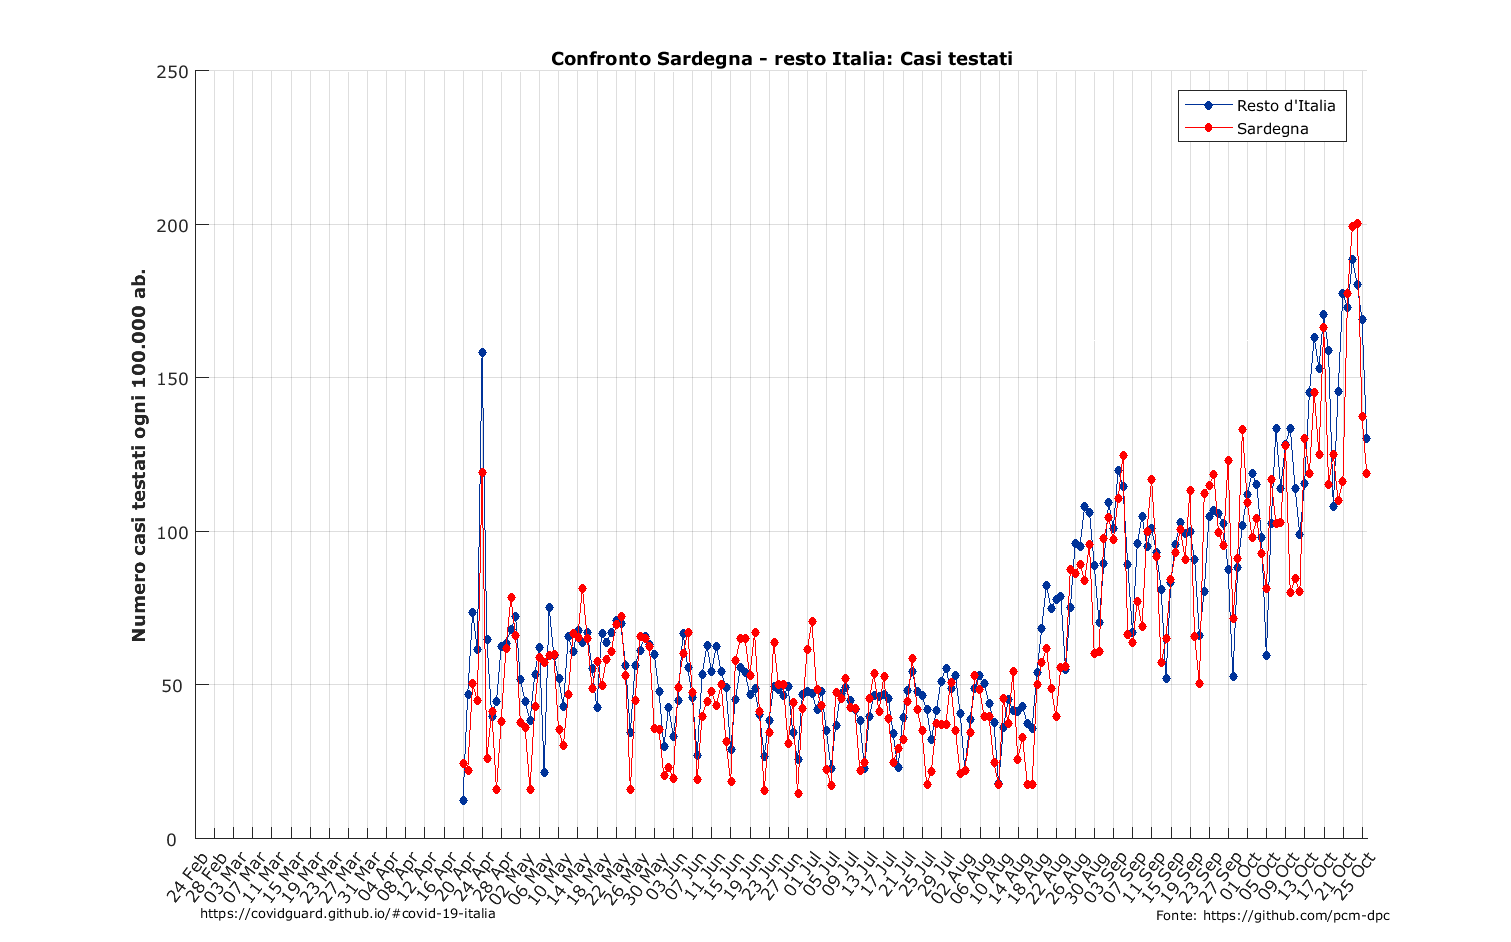 Confronto Sardegna - resto Italia: Casi testati
Resto d'Italia
Sardegna
Numero casi testati ogni 100.000 ab.
250
200
150
100
50
0
24 Feb
28 Feb
03 Mar
07 Mar
11 Mar
15 Mar
19 Mar
23 Mar
27 Mar
31 Mar
04 Apr
08 Apr
12 Apr
16 Apr
20 Apr
24 Apr
28 Apr
02 May
06 May
10 May
14 May
18 May
22 May
26 May
30 May
03 Jun
07 Jun
11 Jun
15 Jun
19 Jun
23 Jun
27 Jun
01 Jul
05 Jul
09 Jul
13 Jul
17 Jul
21 Jul
25 Jul
29 Jul
02 Aug
06 Aug
10 Aug
14 Aug
18 Aug
22 Aug
26 Aug
30 Aug
03 Sep
07 Sep
11 Sep
15 Sep
19 Sep
23 Sep
27 Sep
01 Oct
05 Oct
09 Oct
13 Oct
17 Oct
21 Oct
25 Oct
https://covidguard.github.io/#covid-19-italia
Fonte: https://github.com/pcm-dpc